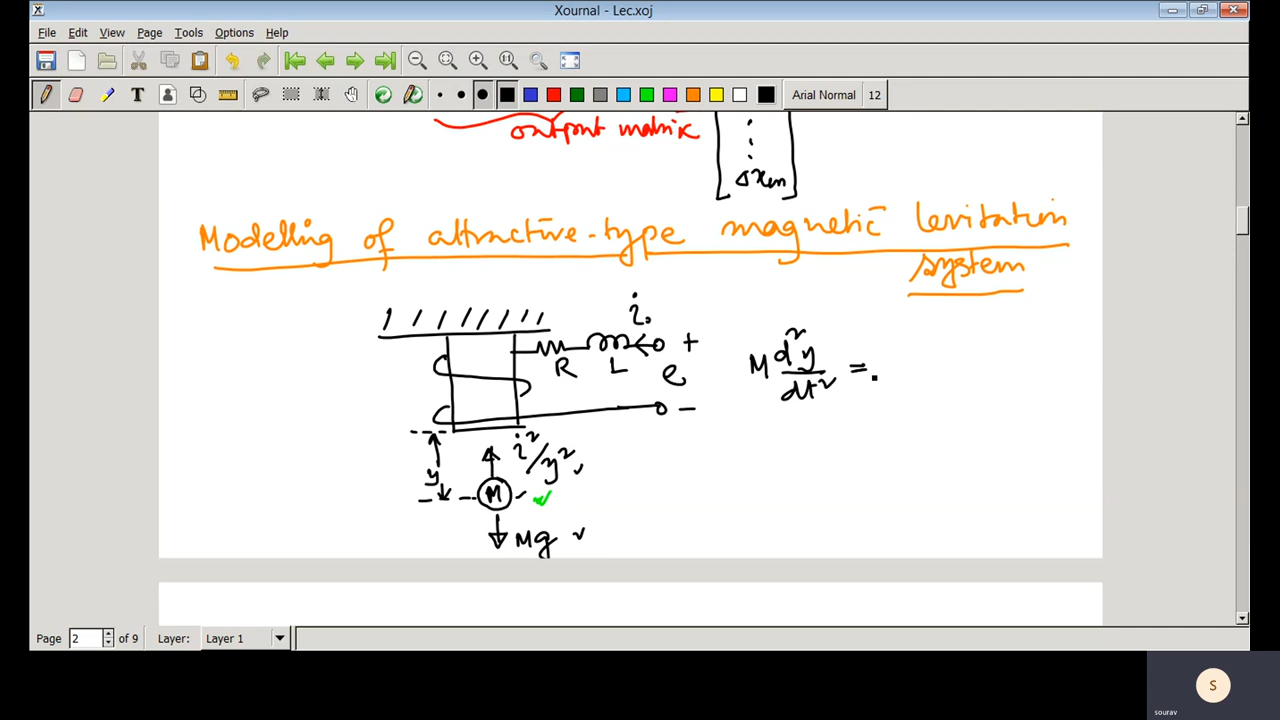 Xournal - Lec.xoj
File Edit View Page Tools Options Help
Arial Normal 12
output matrix
⋮
Δxm
Modelling of attractive-type magnetic levitation
system
i
R L
+
e
-
M d²y/dt² = .
i²/y²
y
M
Mg
Page 2 of 9 Layer: Layer 1
S
sourav